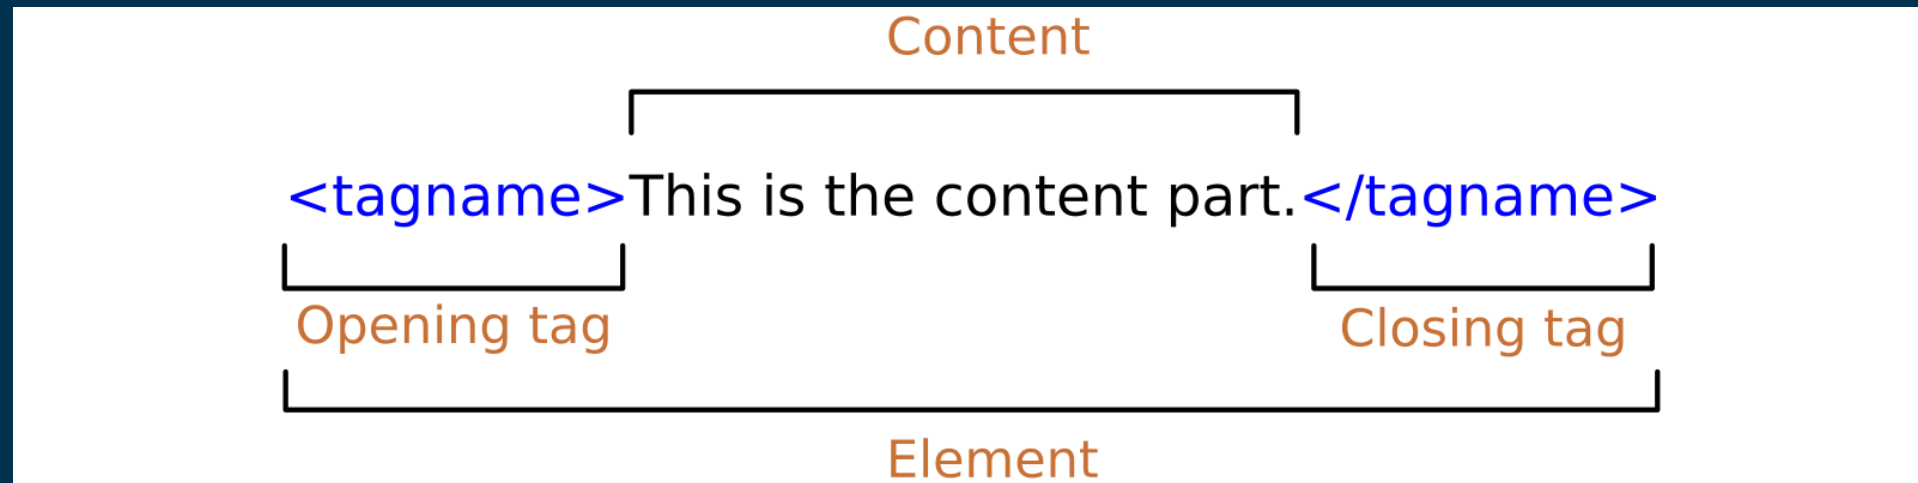 Content
<tagname>This is the content part.</tagname>
Opening tag
Closing tag
Element